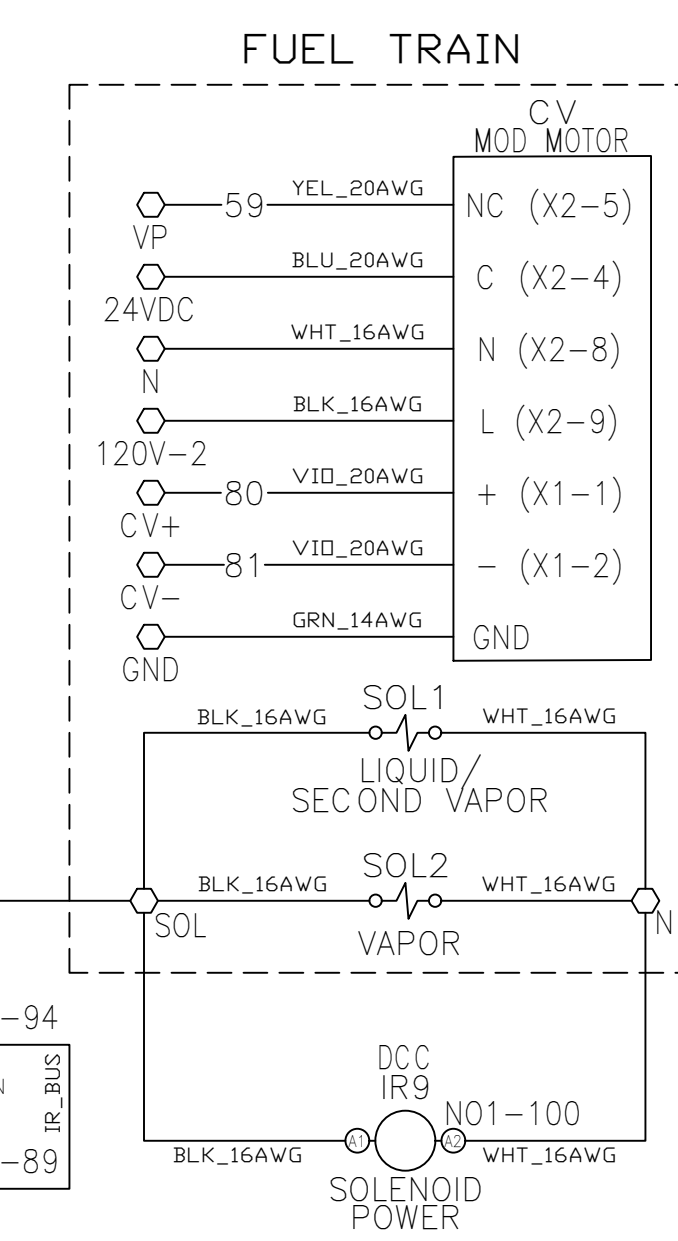 FUEL TRAIN
CV
MOD MOTOR
59 YEL_20AWG NC (X2-5)
VP
BLU_20AWG C (X2-4)
24VDC
WHT_16AWG N (X2-8)
N
BLK_16AWG L (X2-9)
120V-2
80 VIO_20AWG + (X1-1)
CV+
81 VIO_20AWG - (X1-2)
CV-
GRN_14AWG GND
GND
SOL1
BLK_16AWG WHT_16AWG
LIQUID/
SECOND VAPOR
SOL2
BLK_16AWG WHT_16AWG
SOL N
VAPOR
-94
N IR_BUS
-89
DCC
IR9
NO1-100
A1 A2
BLK_16AWG WHT_16AWG
SOLENOID
POWER